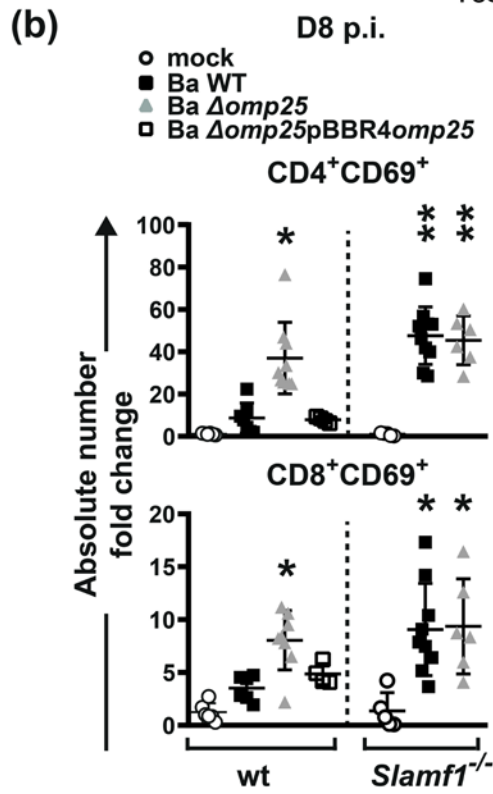 (b)
D8 p.i.
mock
Ba WT
Ba Δomp25
Ba Δomp25pBBR4omp25
CD4+CD69+
Absolute number
fold change
100
80
60
40
20
0
*
**
**
CD8+CD69+
20
15
10
5
0
*
*
*
wt
Slamf1-/-